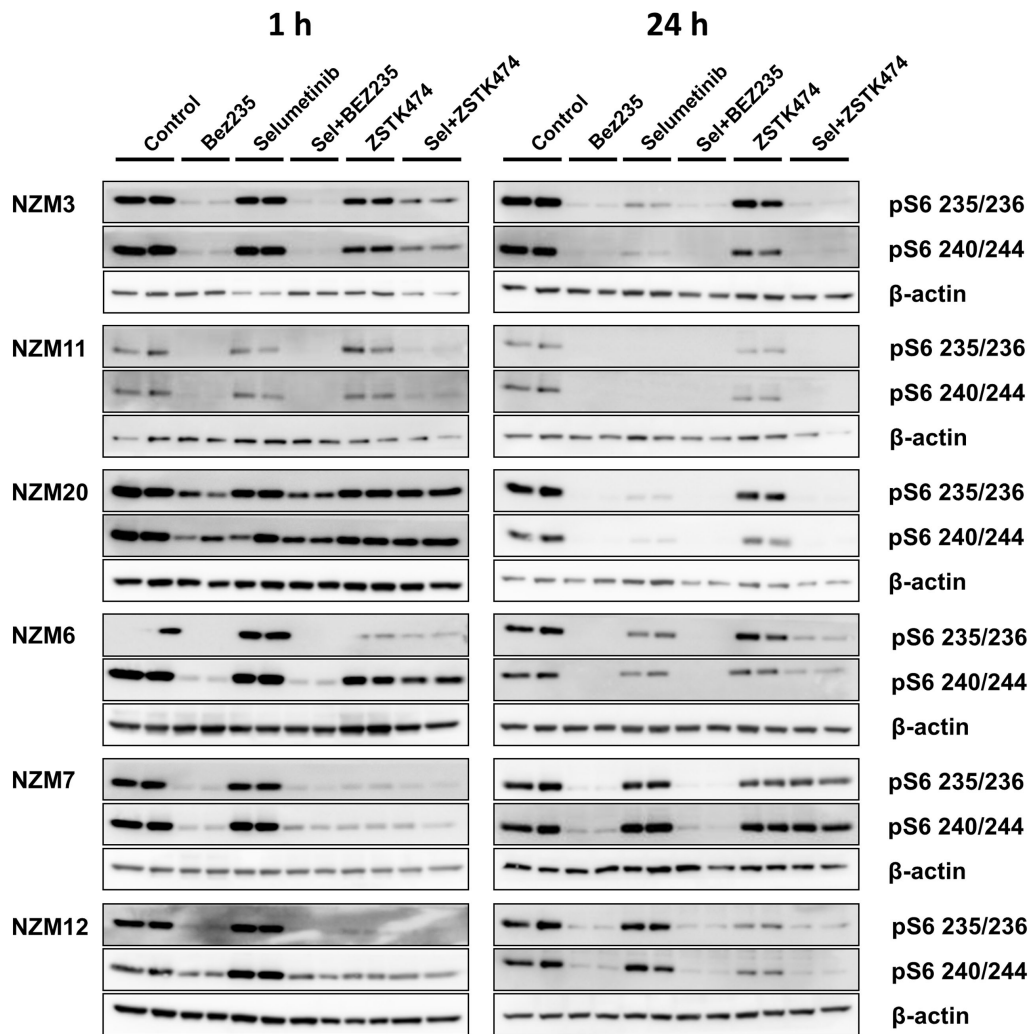 1 h 24 h
Control Bez235 Selumetinib Sel+BEZ235 ZSTK474 Sel+ZSTK474 Control Bez235 Selumetinib Sel+BEZ235 ZSTK474 Sel+ZSTK474
NZM3 pS6 235/236
pS6 240/244
β-actin
NZM11 pS6 235/236
pS6 240/244
β-actin
NZM20 pS6 235/236
pS6 240/244
β-actin
NZM6 pS6 235/236
pS6 240/244
β-actin
NZM7 pS6 235/236
pS6 240/244
β-actin
NZM12 pS6 235/236
pS6 240/244
β-actin